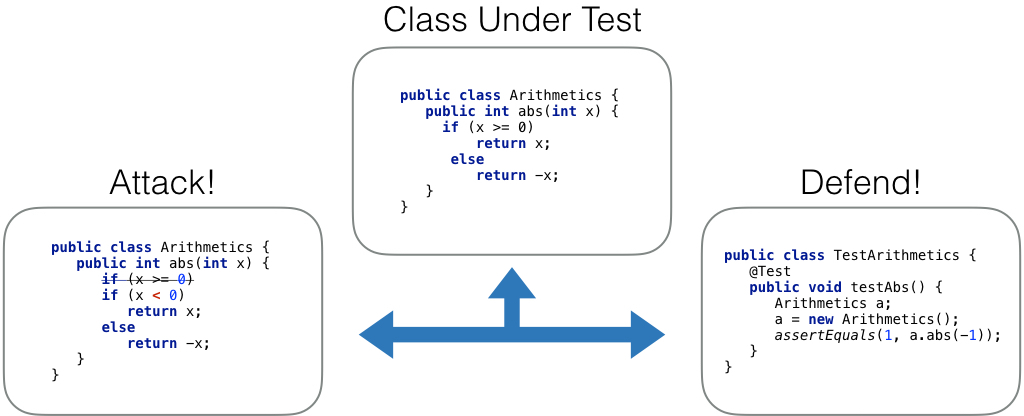 Class Under Test
public class Arithmetics {
public int abs(int x) {
if (x >= 0)
return x;
else
return -x;
}
}
Attack!
public class Arithmetics {
public int abs(int x) {
if (x >= 0)
if (x < 0)
return x;
else
return -x;
}
}
Defend!
public class TestArithmetics {
@Test
public void testAbs() {
Arithmetics a;
a = new Arithmetics();
assertEquals(1, a.abs(-1));
}
}